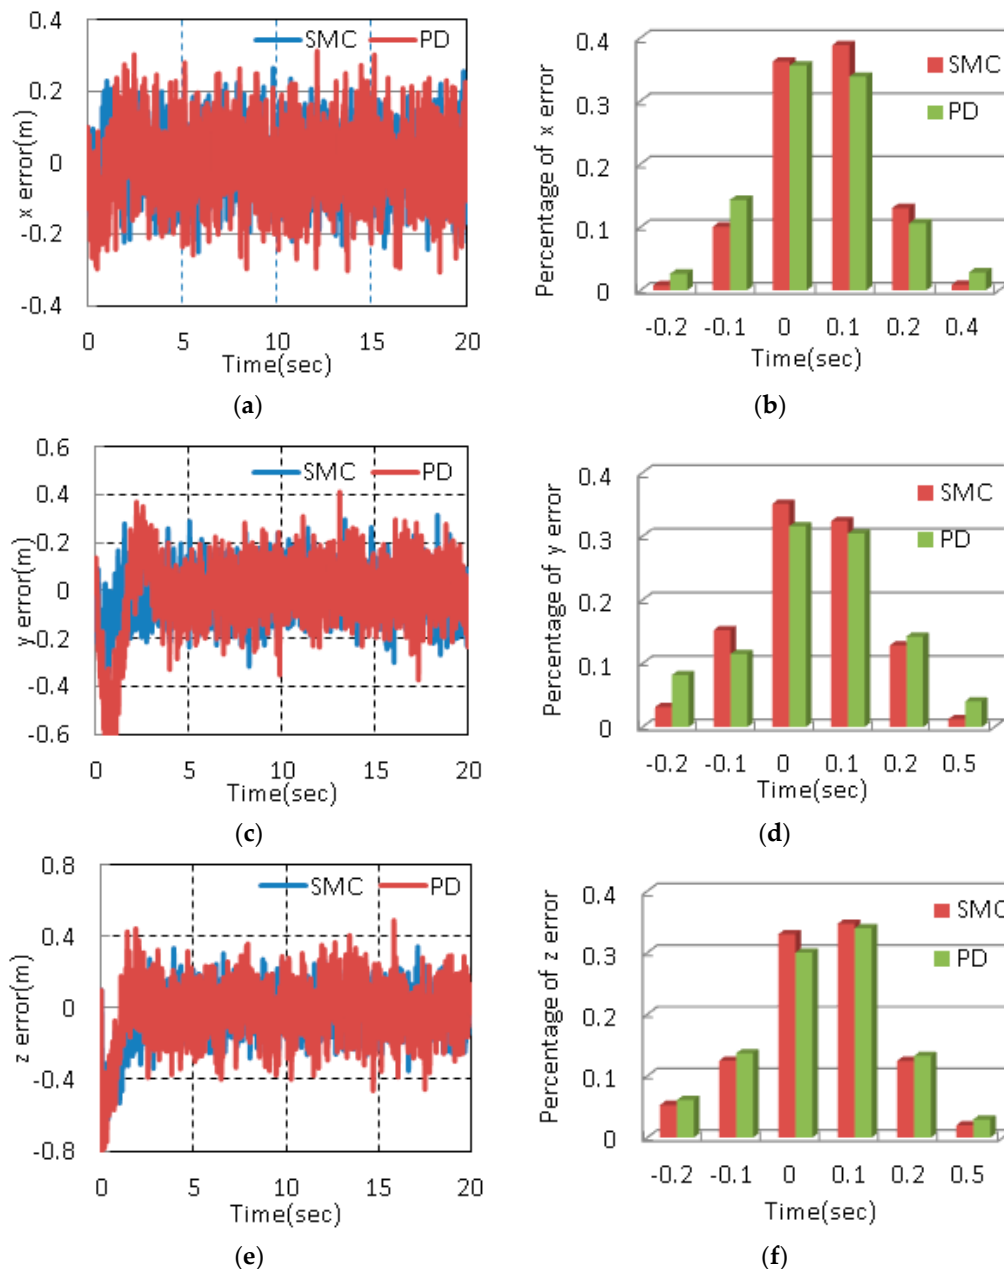 0.4
0.2
0
-0.2
-0.4
x error(m)
SMC PD
0 5 10 15 20
Time(sec)
(a)
0.4
0.3
0.2
0.1
0
Percentage of x error
SMC
PD
-0.2 -0.1 0 0.1 0.2 0.4
Time(sec)
(b)
0.6
0.4
0.2
0
-0.2
-0.4
-0.6
y error(m)
SMC PD
0 5 10 15 20
Time(sec)
(c)
0.4
0.3
0.2
0.1
0
Percentage of y error
SMC
PD
-0.2 -0.1 0 0.1 0.2 0.5
Time(sec)
(d)
0.8
0.4
0
-0.4
-0.8
z error(m)
SMC PD
0 5 10 15 20
Time(sec)
(e)
0.4
0.3
0.2
0.1
0
Percentage of z error
SMC
PD
-0.2 -0.1 0 0.1 0.2 0.5
Time(sec)
(f)